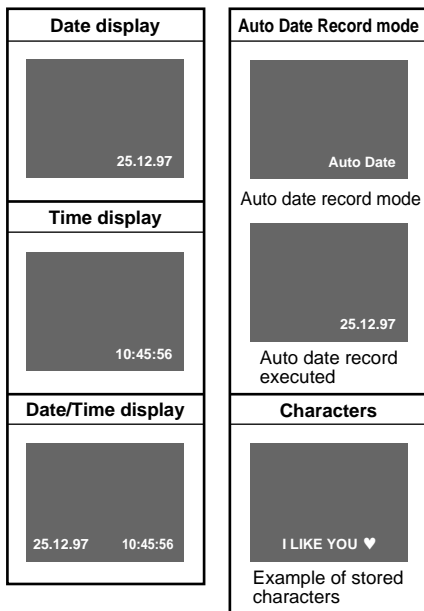 Date display
25.12.97
Time display
10:45:56
Date/Time display
25.12.97 10:45:56
Auto Date Record mode
Auto Date
Auto date record mode
25.12.97
Auto date record
executed
Characters
I LIKE YOU ♥
Example of stored
characters